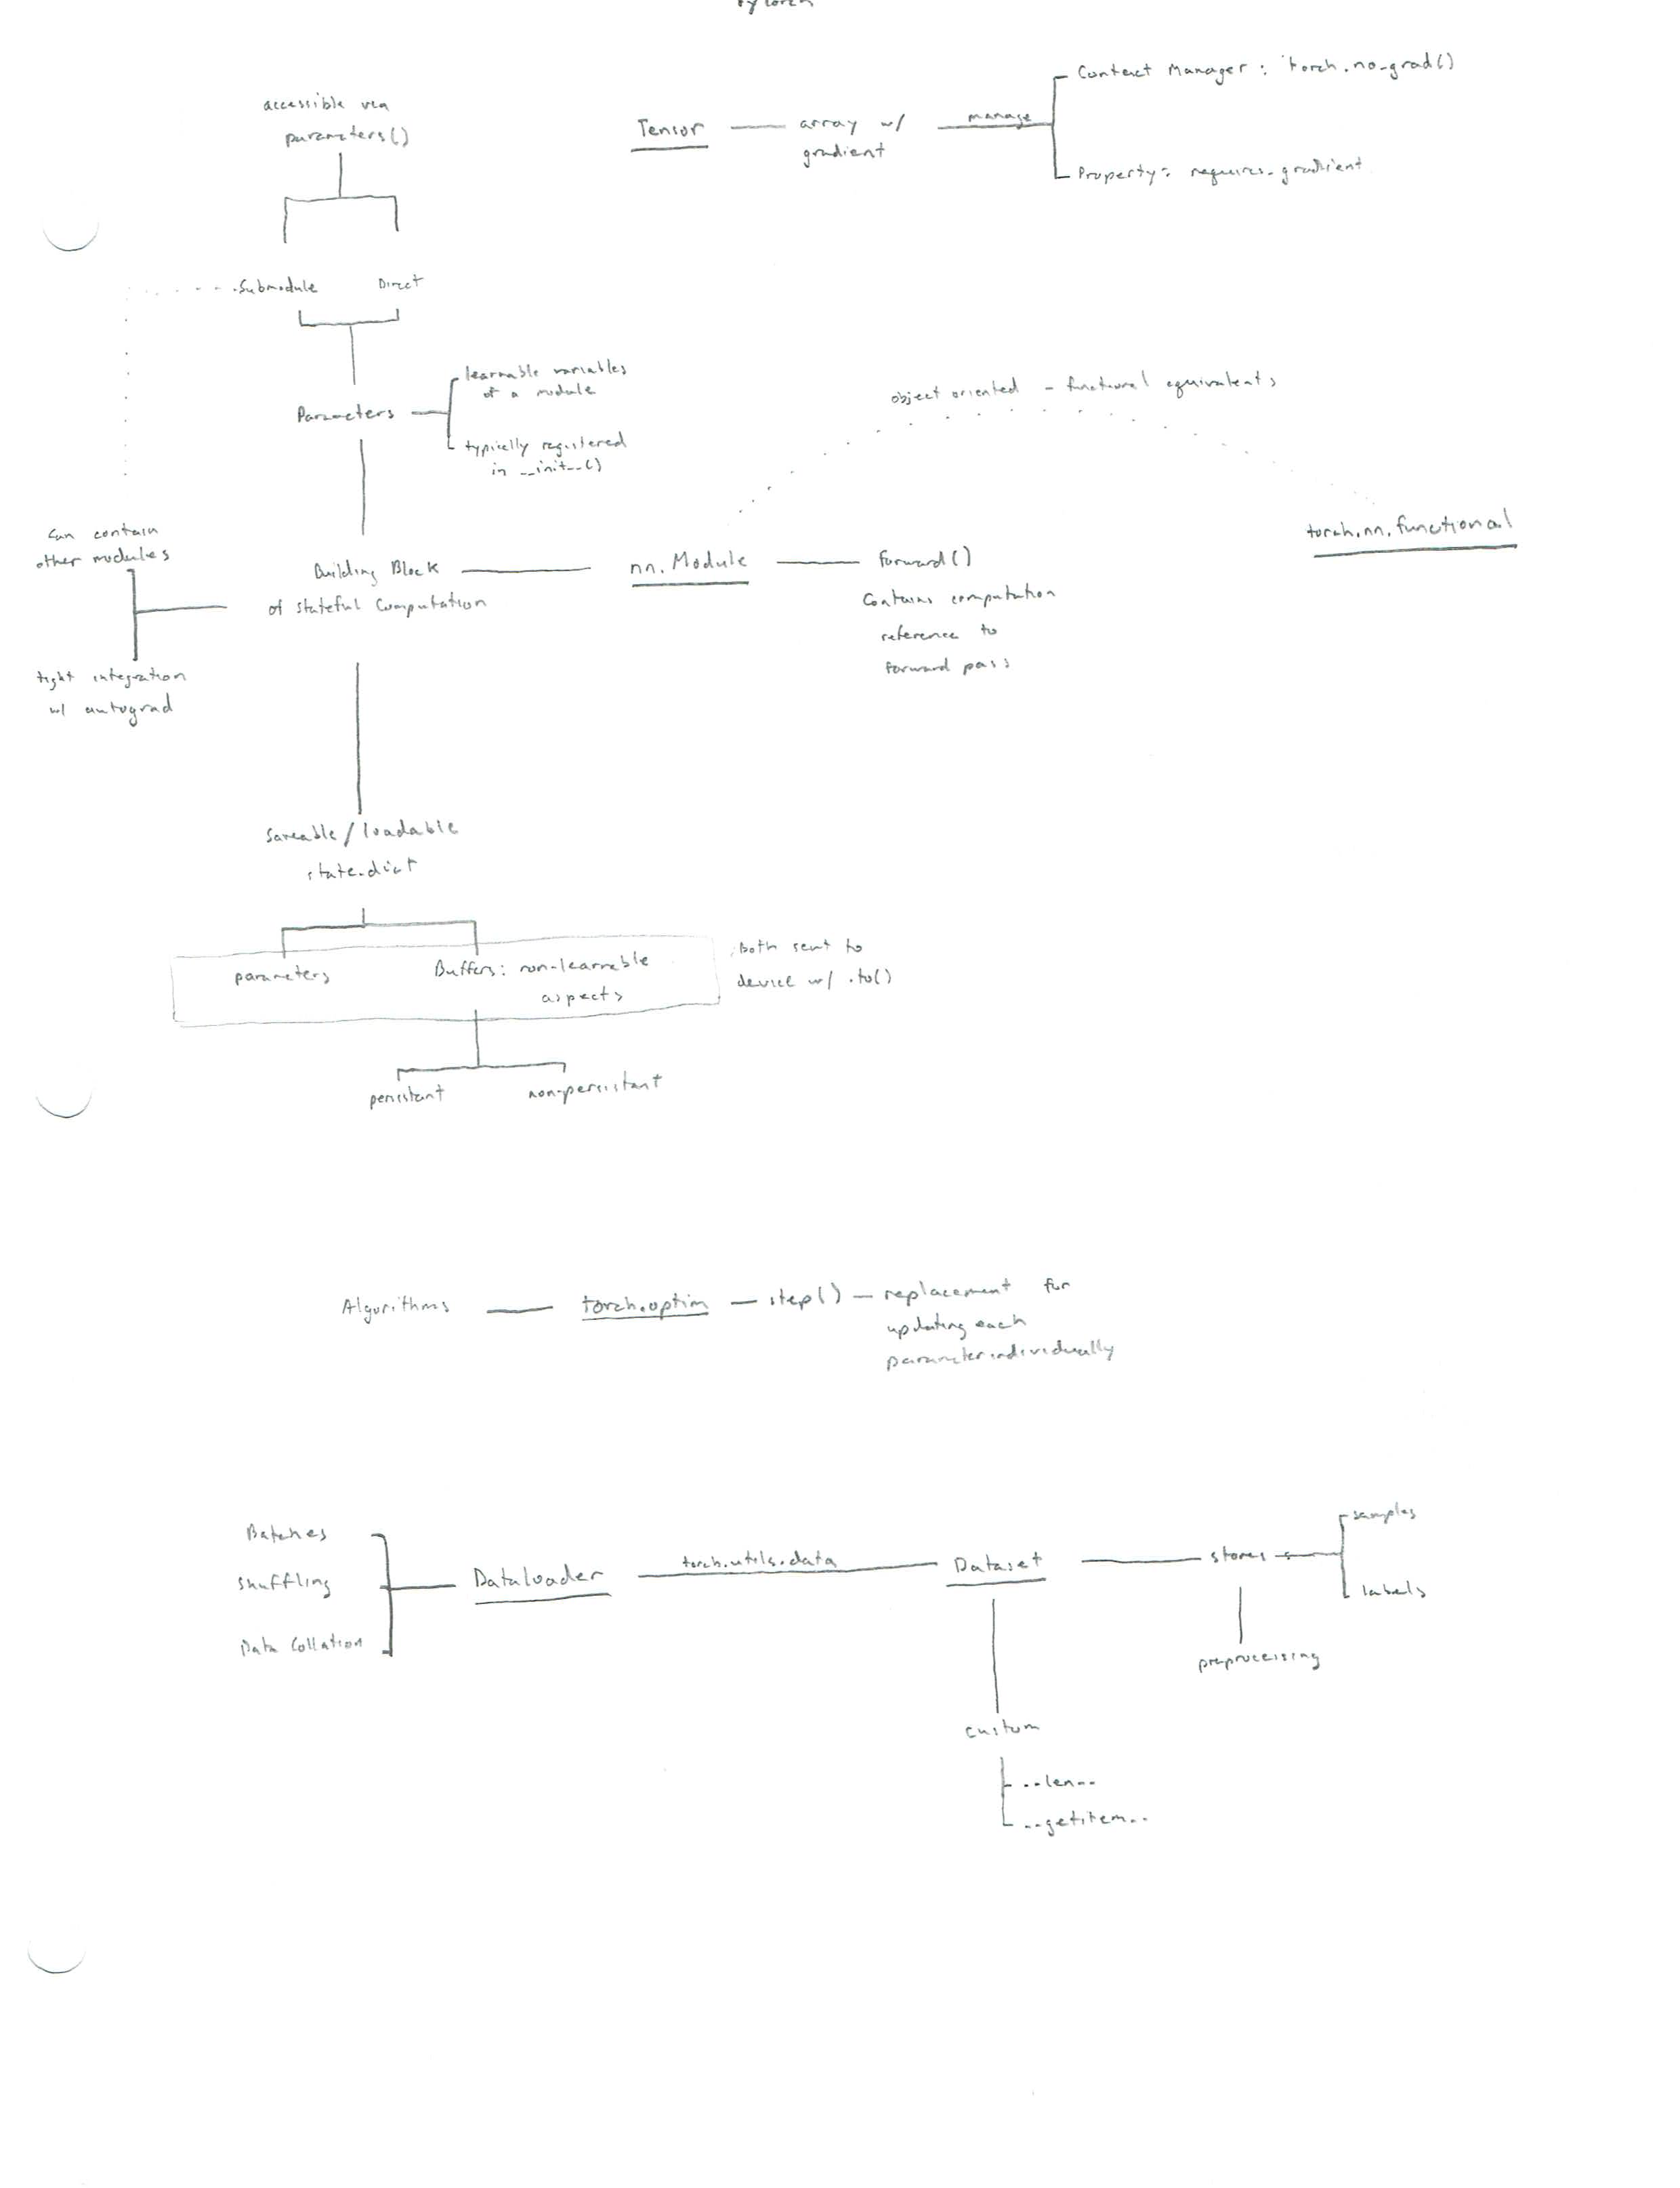 Pytorch
accessible via
parameters()
Tensor
array w/
gradient
manage
Context Manager : torch.no_grad()
Property: requires_gradient
Submodule
Direct
Parameters
learnable variables
of a module
typically registered
in __init__()
object oriented - functional equivalents
torch.nn.functional
Can contain
other modules
tight integration
w/ autograd
Building Block
of stateful Computation
nn.Module
forward()
Contains computation
reference to
forward pass
Saveable/loadable
state_dict
parameters
Buffers: non-learnable
aspects
Both sent to
device w/ .to()
persistant
non-persistant
Algorithms
torch.optim
step()
replacement for
updating each
parameter individually
Batches
Shuffling
Data Collation
Dataloader
torch.utils.data
Dataset
stores
samples
labels
preprocessing
custom
__len__
__getitem__